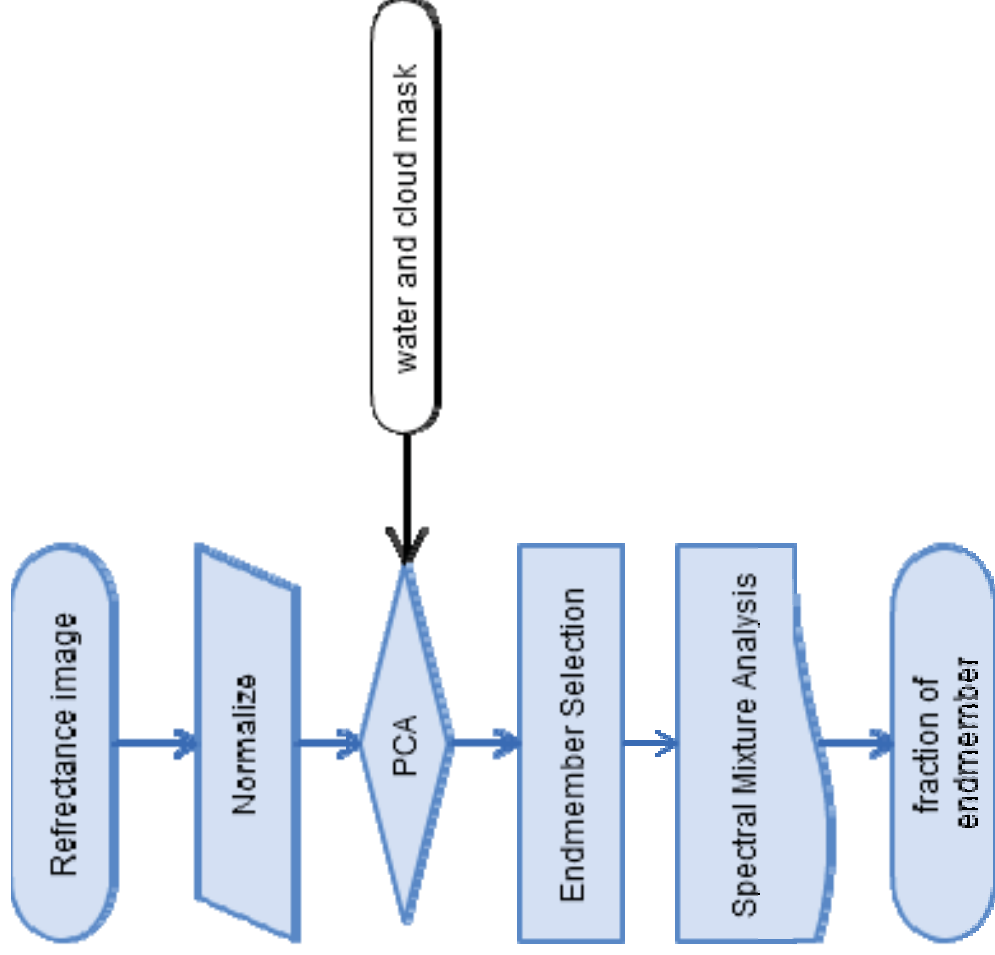 Refrectance image
Normalize
water and cloud mask
PCA
Endmember Selection
Spectral Mixture Analysis
fraction of
endmember